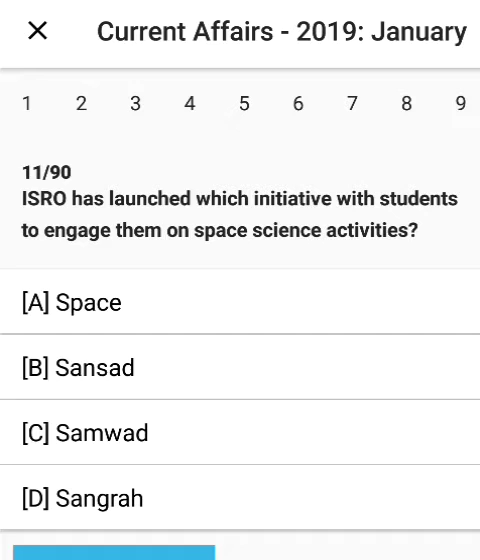 × Current Affairs - 2019: January
1 2 3 4 5 6 7 8 9
11/90
ISRO has launched which initiative with students
to engage them on space science activities?
[A] Space
[B] Sansad
[C] Samwad
[D] Sangrah